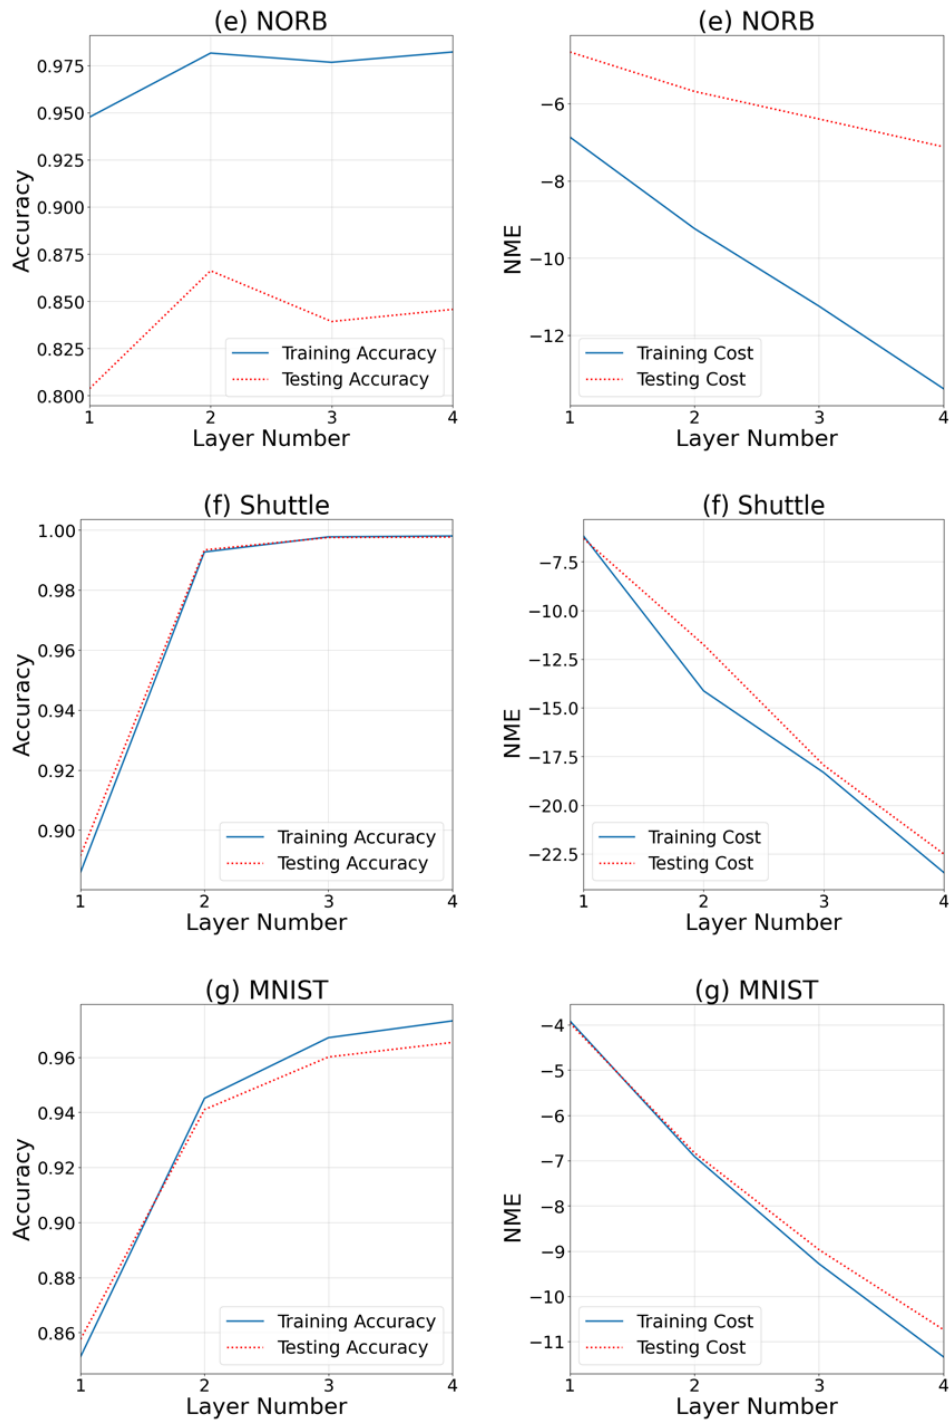 (e) NORB
0.975
0.950
0.925
0.900
0.875
0.850
0.825
0.800
Accuracy
Training Accuracy
Testing Accuracy
1 2 3 4
Layer Number
(e) NORB
−6
−8
−10
−12
NME
Training Cost
Testing Cost
1 2 3 4
Layer Number
(f) Shuttle
1.00
0.98
0.96
0.94
0.92
0.90
Accuracy
Training Accuracy
Testing Accuracy
1 2 3 4
Layer Number
(f) Shuttle
−7.5
−10.0
−12.5
−15.0
−17.5
−20.0
−22.5
NME
Training Cost
Testing Cost
1 2 3 4
Layer Number
(g) MNIST
0.96
0.94
0.92
0.90
0.88
0.86
Accuracy
Training Accuracy
Testing Accuracy
1 2 3 4
Layer Number
(g) MNIST
−4
−5
−6
−7
−8
−9
−10
−11
NME
Training Cost
Testing Cost
1 2 3 4
Layer Number